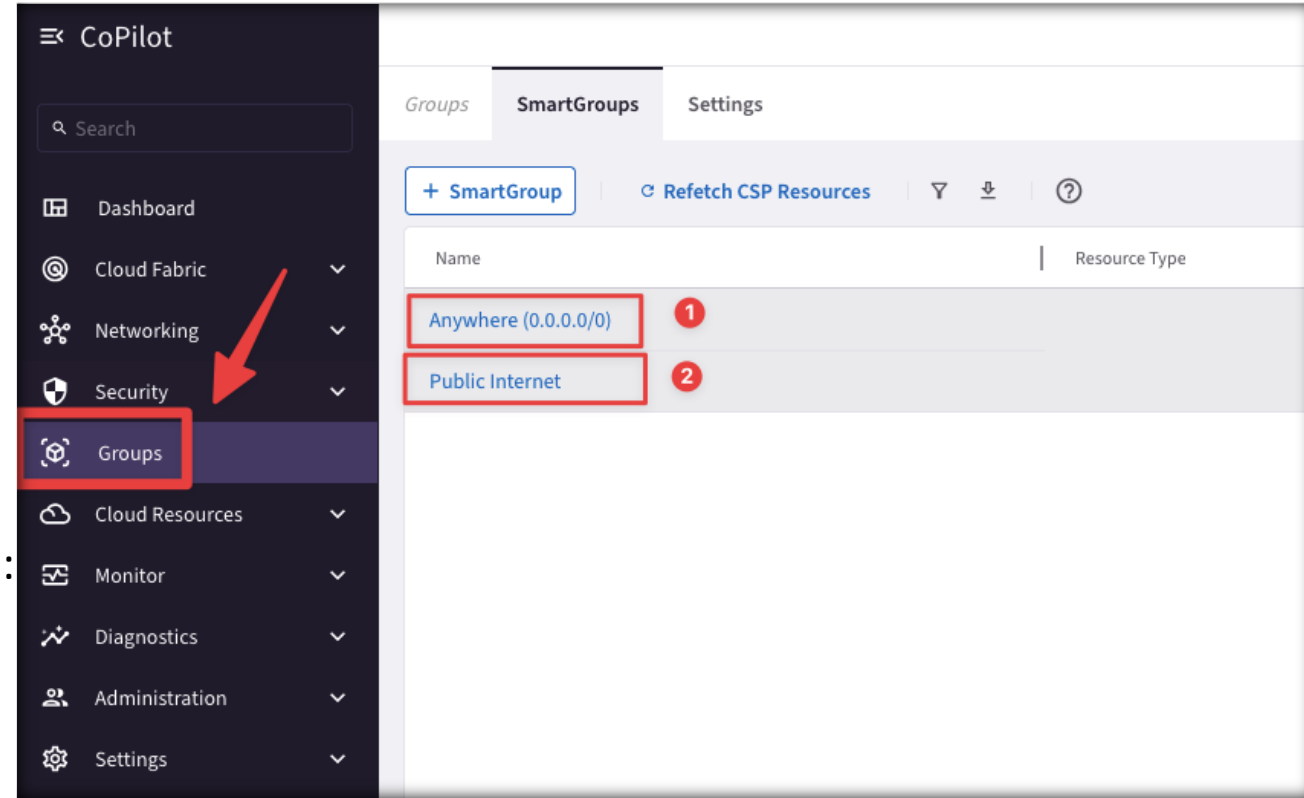 CoPilot
Search
Dashboard
Cloud Fabric
Networking
Security
Groups
Cloud Resources
:
Monitor
Diagnostics
Administration
Settings
Groups SmartGroups Settings
+ SmartGroup Refetch CSP Resources ?
Name Resource Type
Anywhere (0.0.0.0/0) 1
Public Internet 2